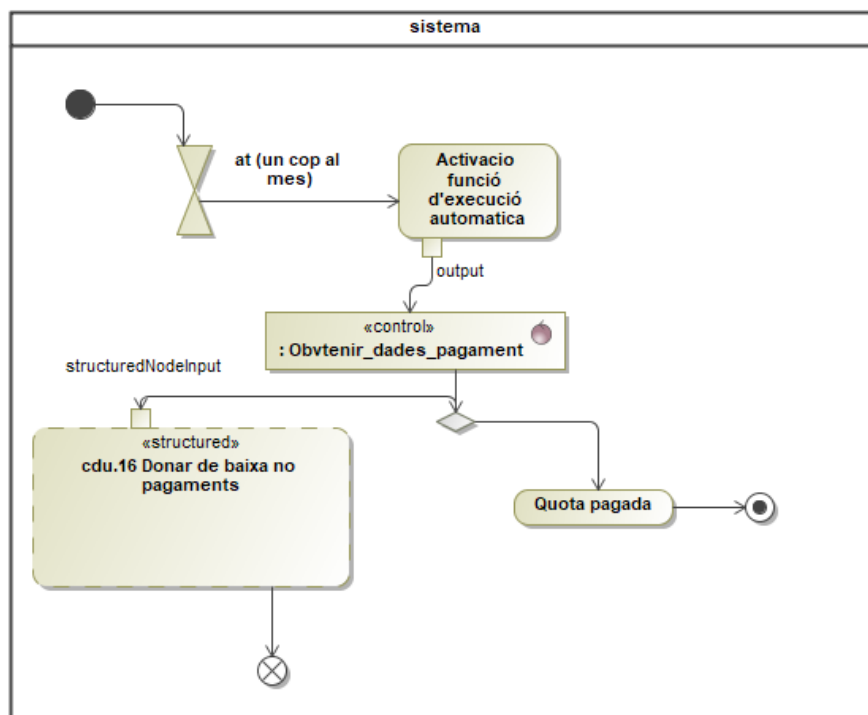 sistema
at (un cop al
mes)
Activacio
funció
d'execució
automatica
output
«control»
: Obvtenir_dades_pagament
structuredNodeInput
«structured»
cdu.16 Donar de baixa no
pagaments
Quota pagada